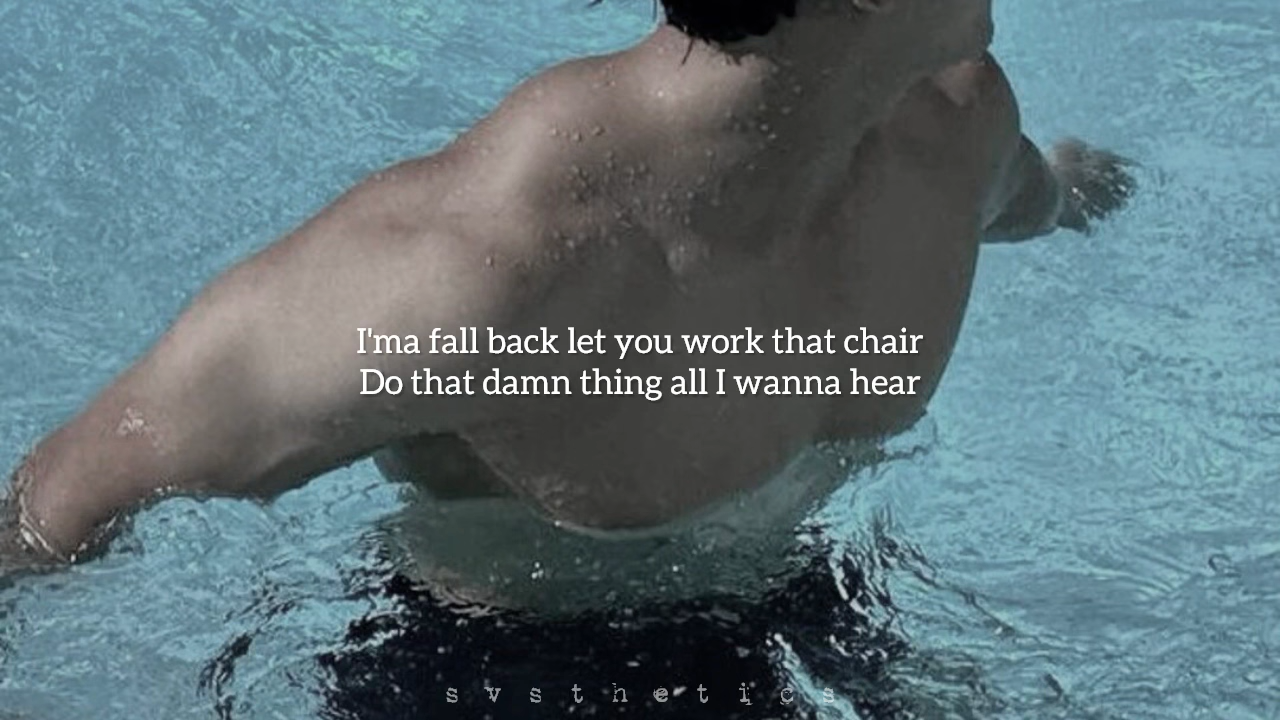 I'ma fall back let you work that chair
Do that damn thing all I wanna hear
s v s t h e t i c s